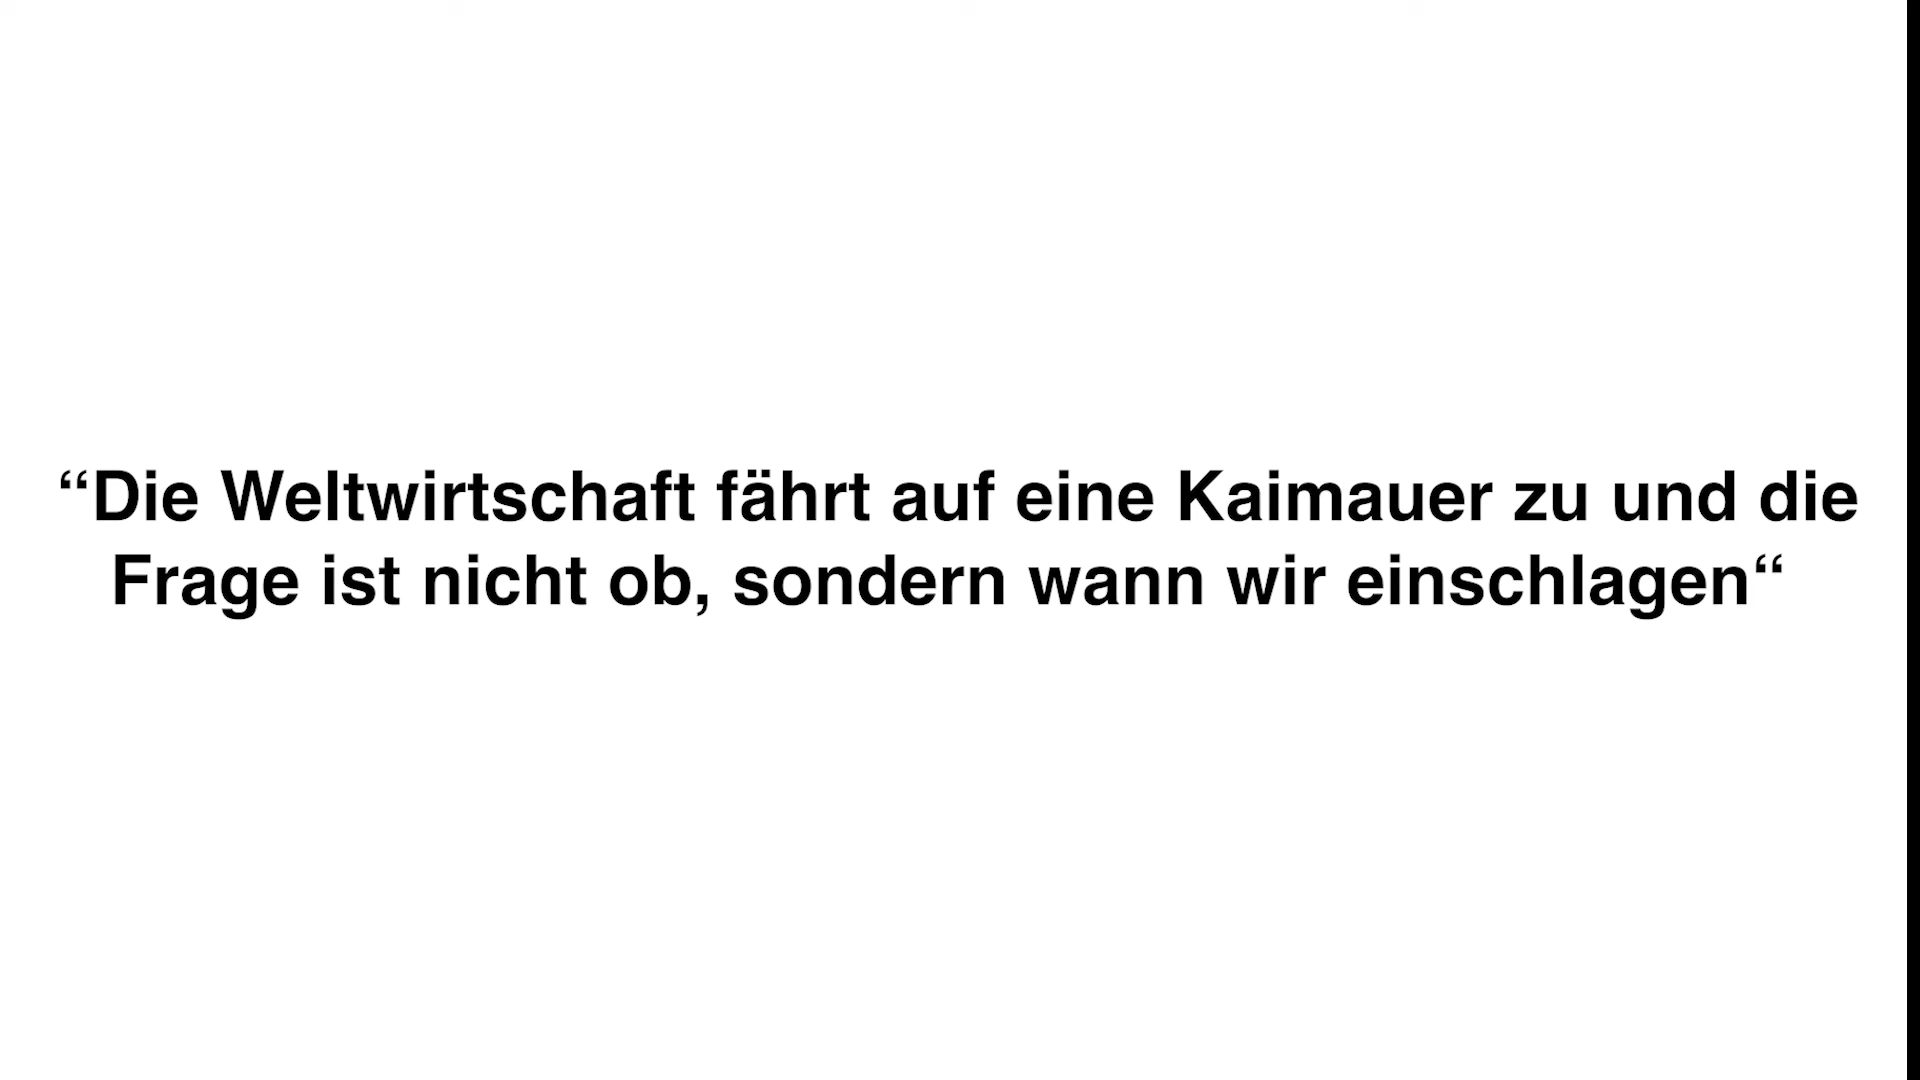 “Die Weltwirtschaft fährt auf eine Kaimauer zu und die
Frage ist nicht ob, sondern wann wir einschlagen“